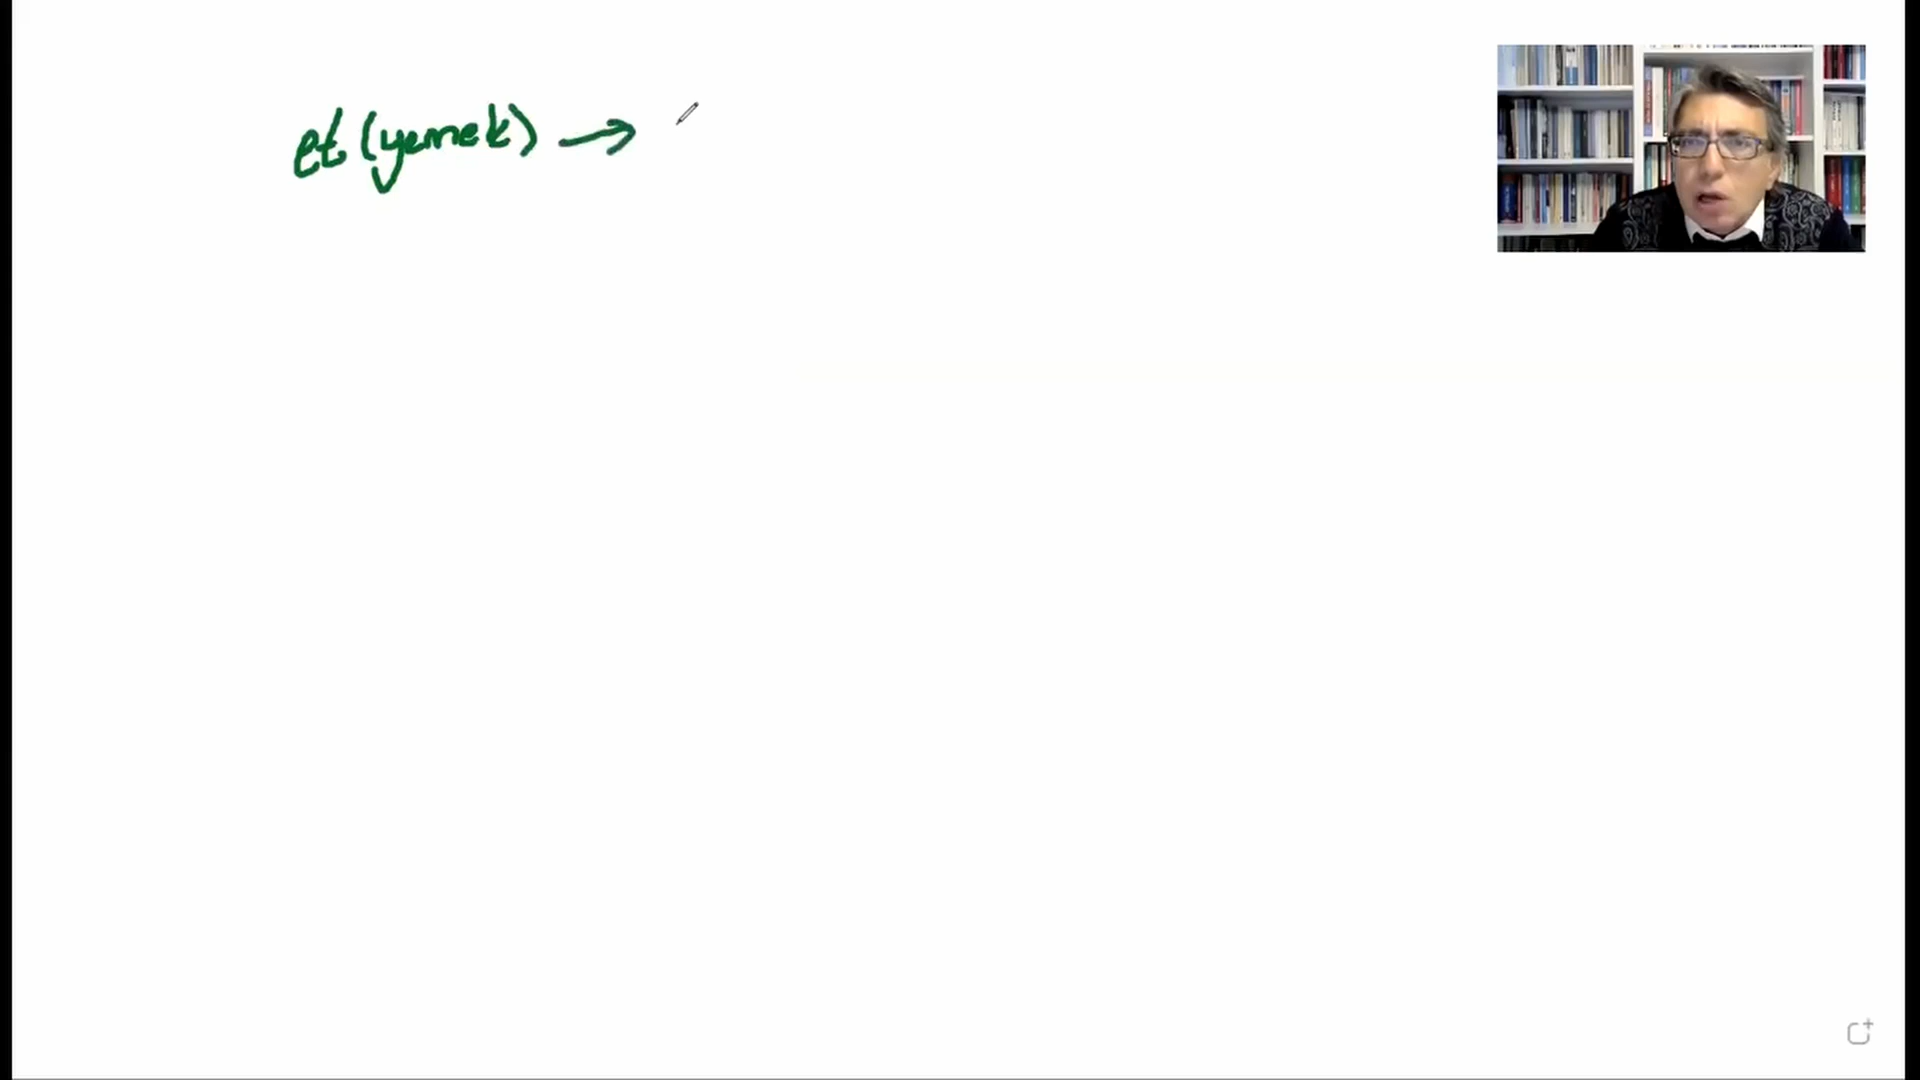 et (yemek) →